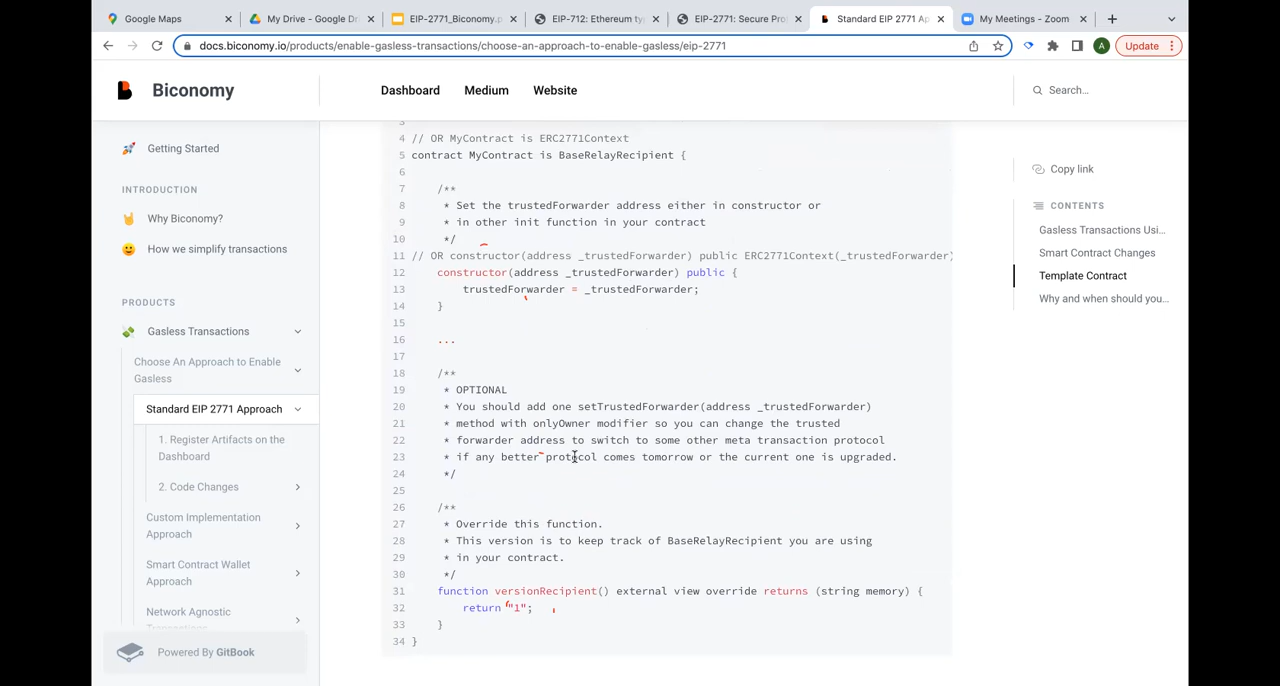 Google Maps
My Drive - Google Dr
EIP-2771_Biconomy.p
EIP-712: Ethereum ty
EIP-2771: Secure Pro
Standard EIP 2771 Ap
My Meetings - Zoom
docs.biconomy.io/products/enable-gasless-transactions/choose-an-approach-to-enable-gasless/eip-2771
A
Update
Biconomy
Dashboard
Medium
Website
Search...
Getting Started
INTRODUCTION
Why Biconomy?
How we simplify transactions
PRODUCTS
Gasless Transactions
Choose An Approach to Enable
Gasless
Standard EIP 2771 Approach
1. Register Artifacts on the
Dashboard
2. Code Changes
Custom Implementation
Approach
Smart Contract Wallet
Approach
Network Agnostic
Transactions
Powered By GitBook
3
4 // OR MyContract is ERC2771Context
5 contract MyContract is BaseRelayRecipient {
6
7 /**
8 * Set the trustedForwarder address either in constructor or
9 * in other init function in your contract
10 */
11 // OR constructor(address _trustedForwarder) public ERC2771Context(_trustedForwarder)
12 constructor(address _trustedForwarder) public {
13 trustedForwarder = _trustedForwarder;
14 }
15
16 ...
17
18 /**
19 * OPTIONAL
20 * You should add one setTrustedForwarder(address _trustedForwarder)
21 * method with onlyOwner modifier so you can change the trusted
22 * forwarder address to switch to some other meta transaction protocol
23 * if any better protocol comes tomorrow or the current one is upgraded.
24 */
25
26 /**
27 * Override this function.
28 * This version is to keep track of BaseRelayRecipient you are using
29 * in your contract.
30 */
31 function versionRecipient() external view override returns (string memory) {
32 return "1";
33 }
34 }
Copy link
CONTENTS
Gasless Transactions Usi...
Smart Contract Changes
Template Contract
Why and when should you...